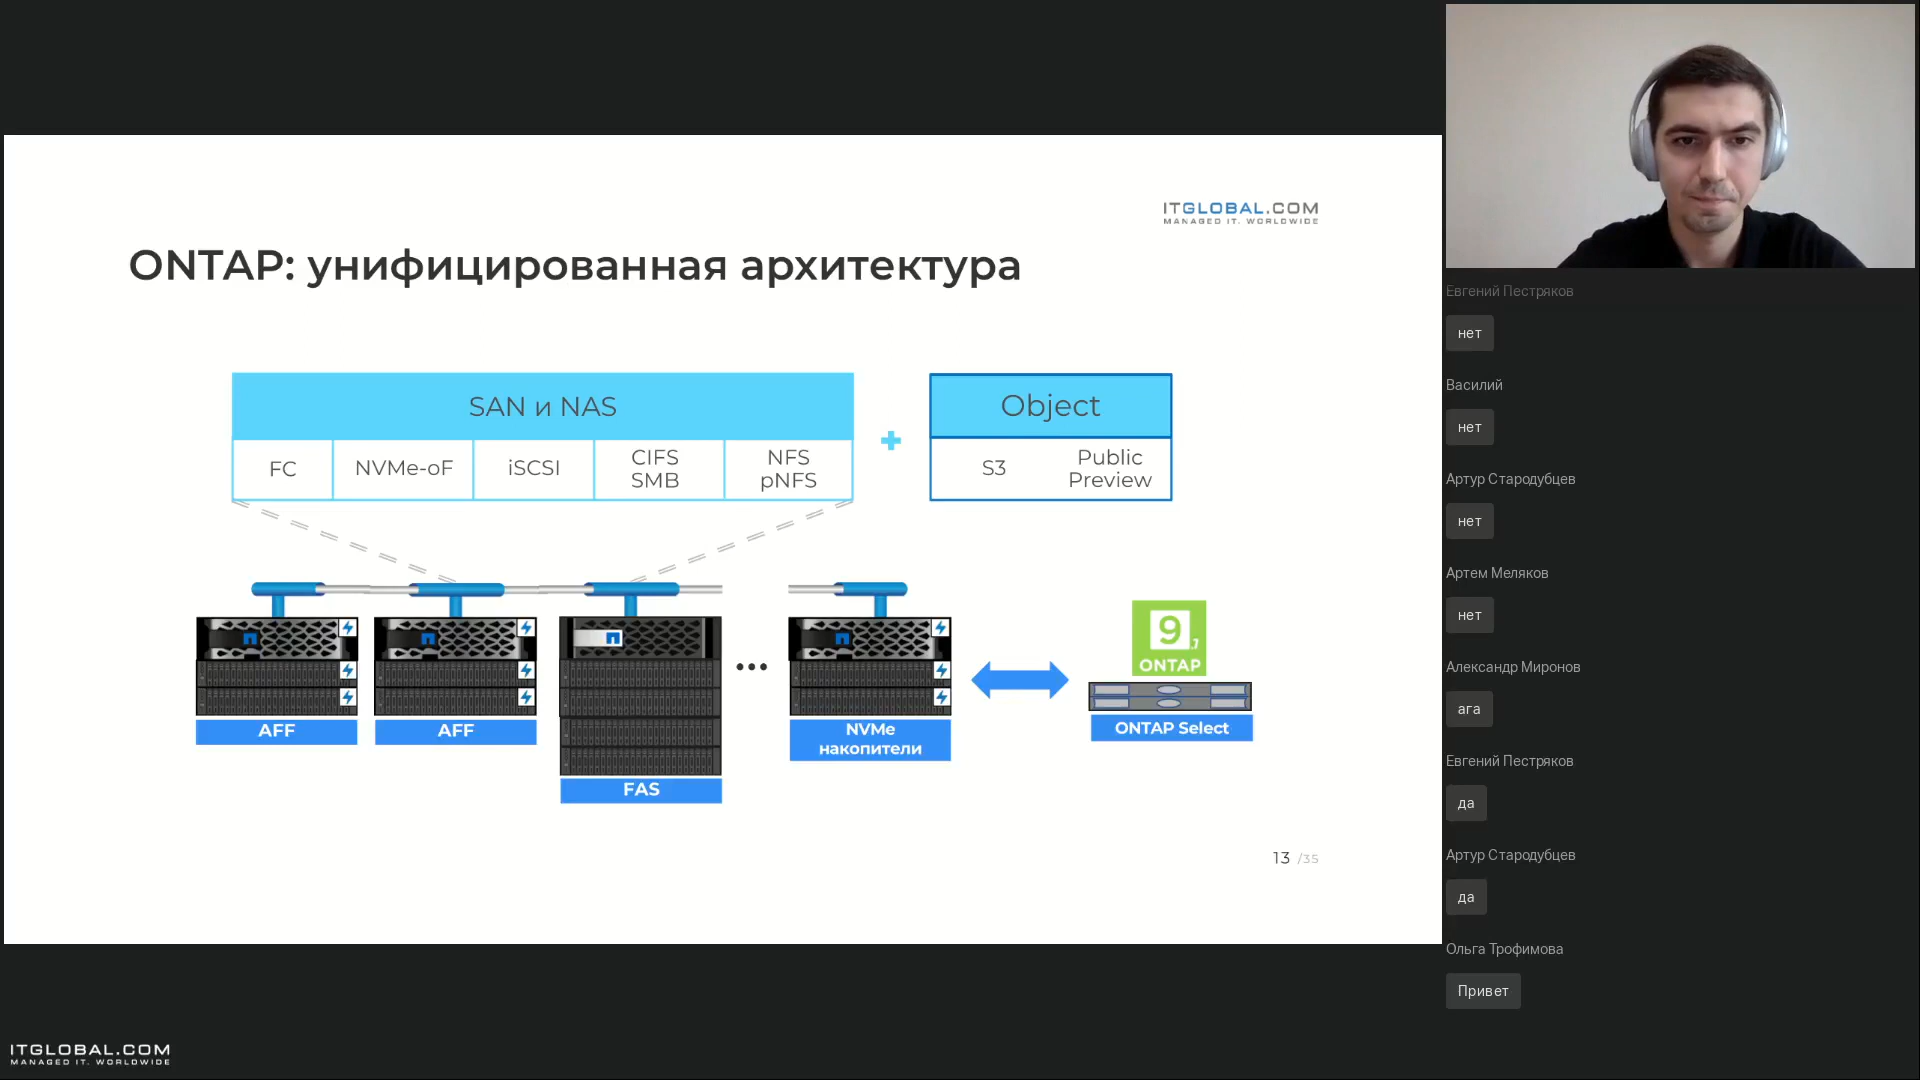 ITGLOBAL.COM
MANAGED IT. WORLDWIDE
ONTAP: унифицированная архитектура
SAN и NAS
FC
NVMe-oF
iSCSI
CIFS
SMB
NFS
pNFS
Object
S3
Public
Preview
AFF
AFF
FAS
NVMe
накопители
9.7
ONTAP
ONTAP Select
13 /35
ITGLOBAL.COM
MANAGED IT. WORLDWIDE
Евгений Пестряков
нет
Василий
нет
Артур Стародубцев
нет
Артем Меляков
нет
Александр Миронов
ага
Евгений Пестряков
да
Артур Стародубцев
да
Ольга Трофимова
Привет